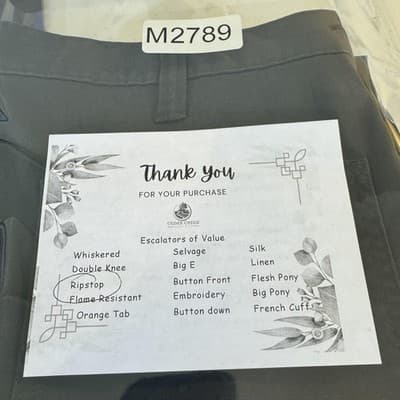 M2789
Thank You
FOR YOUR PURCHASE
Escalators of Value
Whiskered Selvage Silk
Double Knee Big E Linen
Ripstop Button Front Flesh Pony
Flame Resistant Embroidery Big Pony
Orange Tab Button down French Cuff